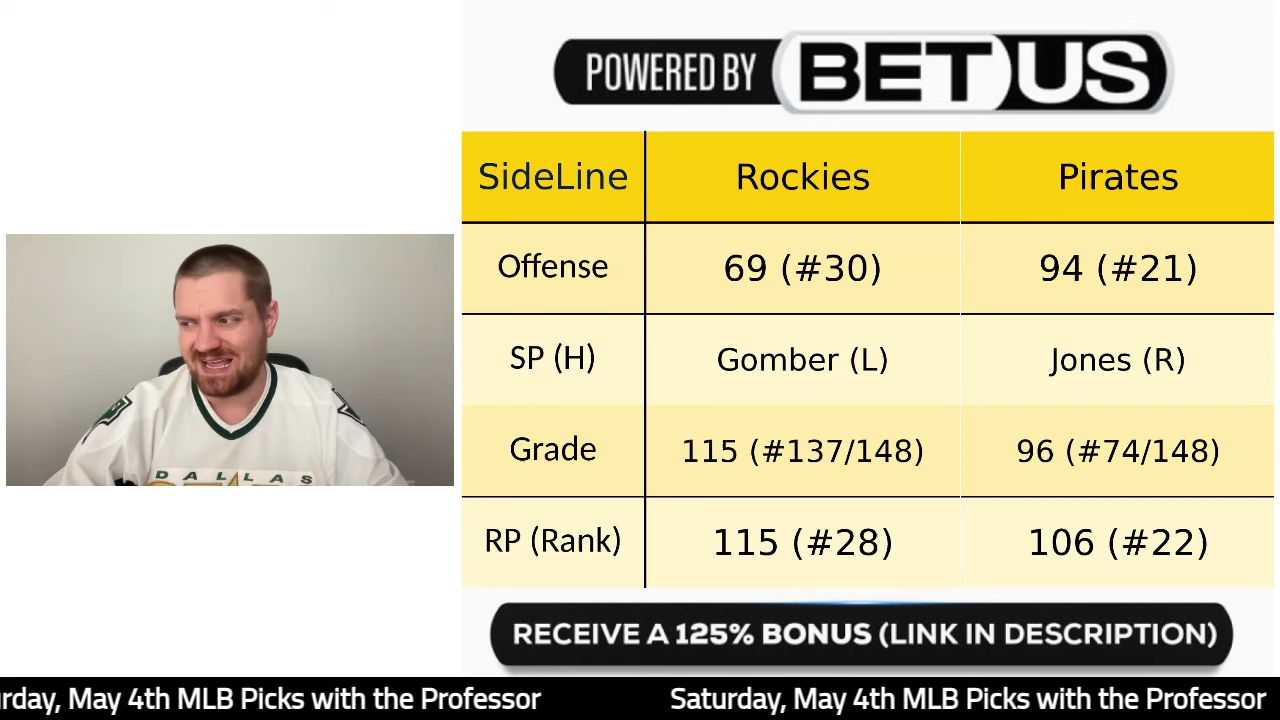 POWERED BY BETUS
SideLine Rockies Pirates
Offense 69 (#30) 94 (#21)
SP (H) Gomber (L) Jones (R)
Grade 115 (#137/148) 96 (#74/148)
RP (Rank) 115 (#28) 106 (#22)
DALLAS
RECEIVE A 125% BONUS (LINK IN DESCRIPTION)
urday, May 4th MLB Picks with the Professor Saturday, May 4th MLB Picks with the Professor